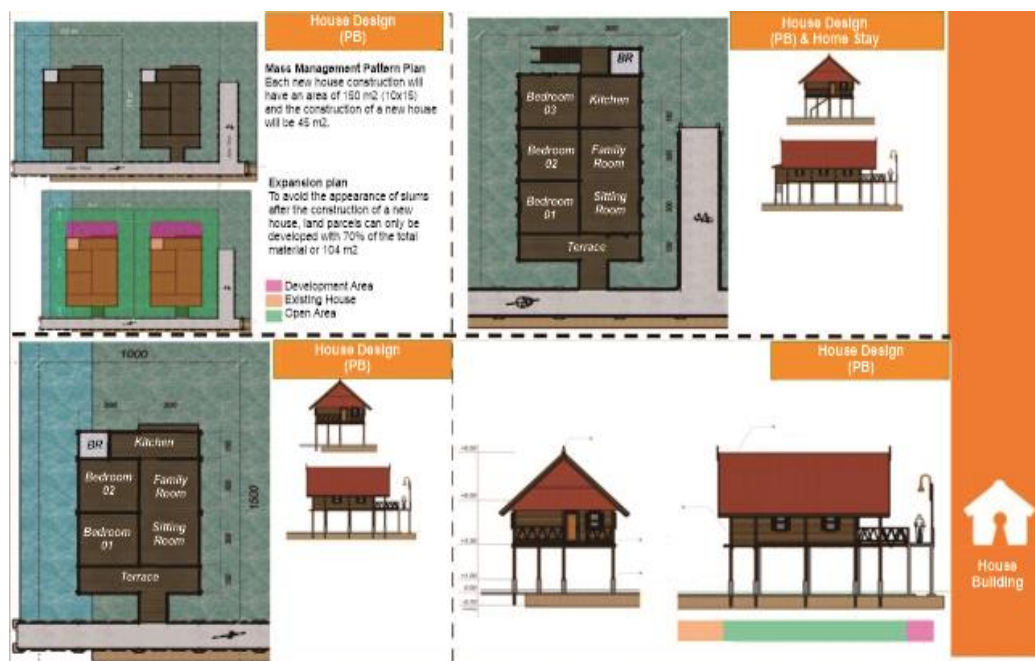 House Design
(PB)
Mass Management Pattern Plan
Each new house construction will
have an area of 150 m2 (10x15)
and the construction of a new house
will be 45 m2.
Expansion plan
To avoid the appearance of slums
after the construction of a new
house, land parcels can only be
developed with 70% of the total
material or 104 m2
Development Area
Existing House
Open Area
House Design
(PB) & Home Stay
300
300
BR
Bedroom
03
Kitchen
Bedroom
02
Family
Room
Bedroom
01
Sitting
Room
Terrace
House Design
(PB)
1000
300
300
BR
Kitchen
Bedroom
02
Family
Room
1500
Bedroom
01
Sitting
Room
Terrace
House Design
(PB)
House
Building